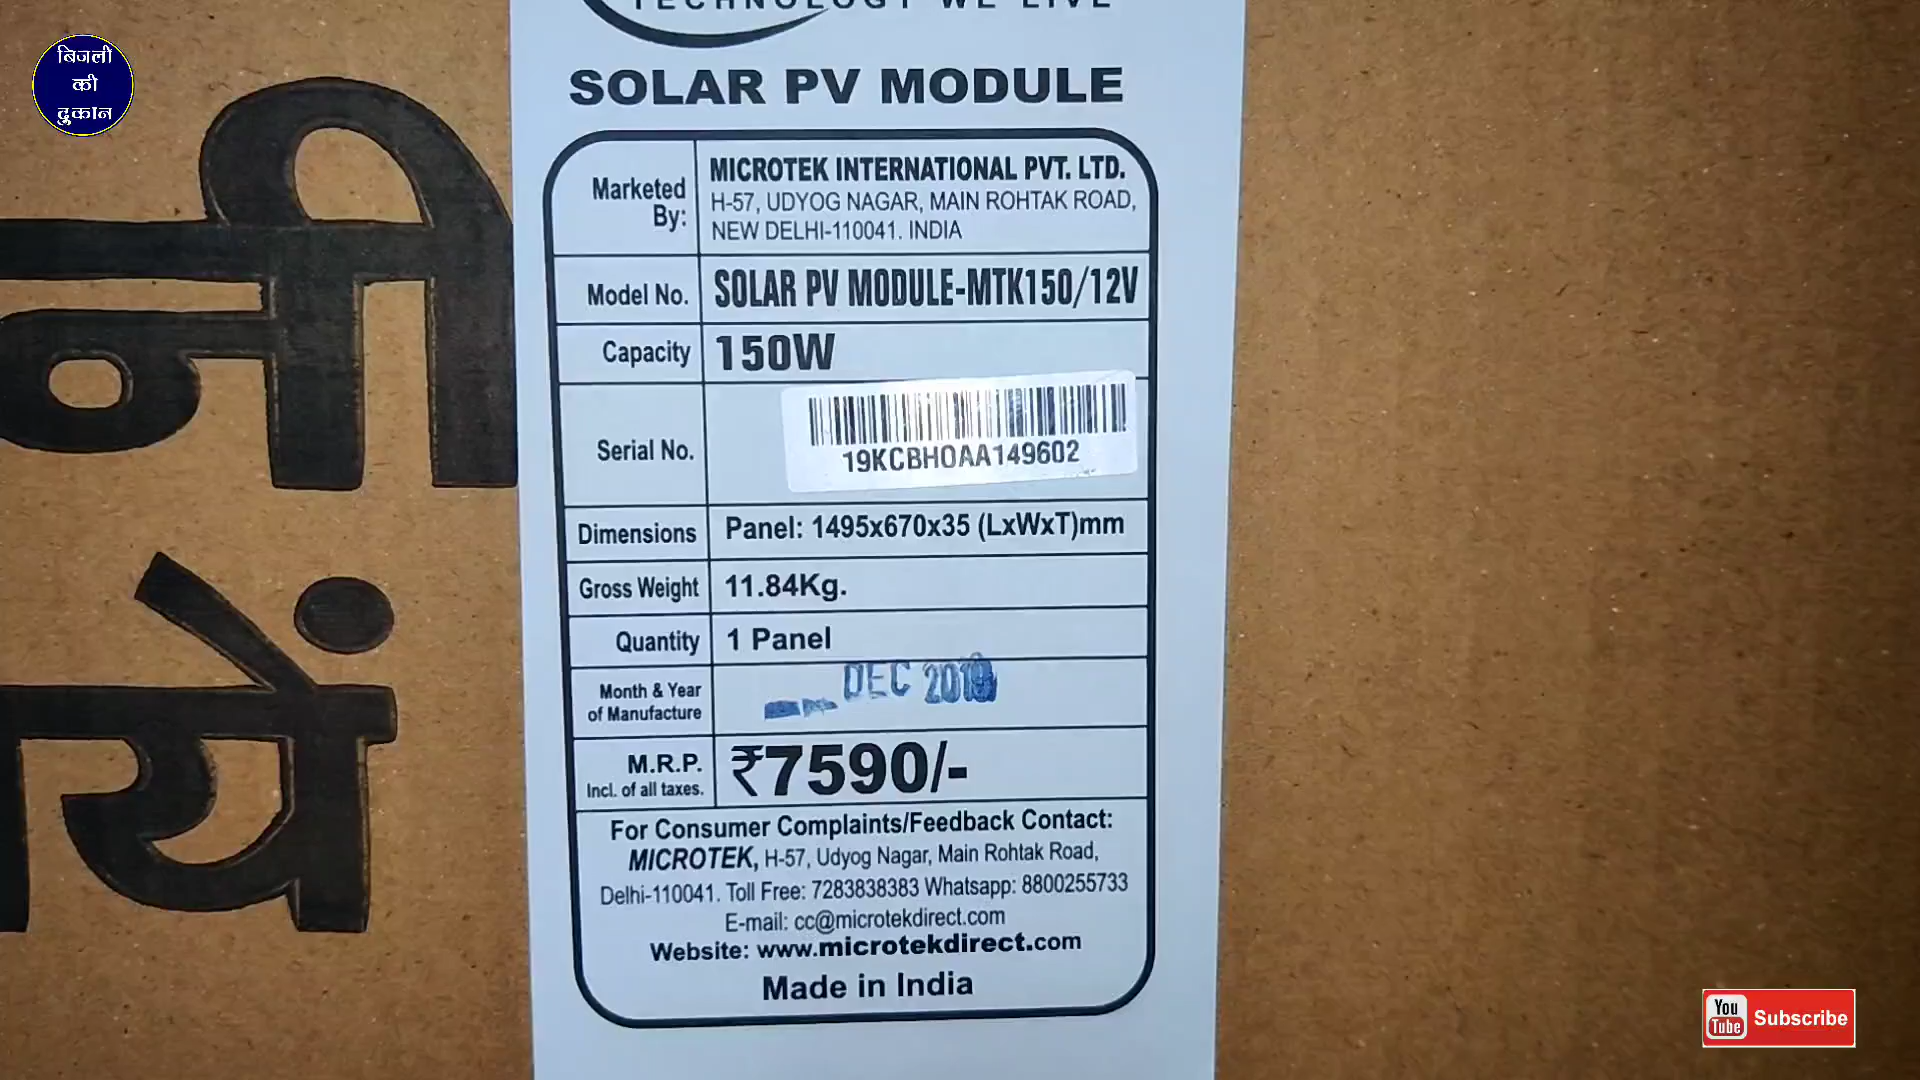 बिजली
की
दुकान
TECHNOLOGY WE LIVE
SOLAR PV MODULE
Marketed By:
MICROTEK INTERNATIONAL PVT. LTD.
H-57, UDYOG NAGAR, MAIN ROHTAK ROAD,
NEW DELHI-110041. INDIA
Model No. SOLAR PV MODULE-MTK150/12V
Capacity 150W
Serial No. 19KCBH0AA149602
Dimensions Panel: 1495x670x35 (LxWxT)mm
Gross Weight 11.84Kg.
Quantity 1 Panel
Month & Year
of Manufacture
DEC 2019
M.R.P. ₹7590/-
Incl. of all taxes.
For Consumer Complaints/Feedback Contact:
MICROTEK, H-57, Udyog Nagar, Main Rohtak Road,
Delhi-110041. Toll Free: 7283838383 Whatsapp: 8800255733
E-mail: cc@microtekdirect.com
Website: www.microtekdirect.com
Made in India
नी
यें
You
Tube
Subscribe